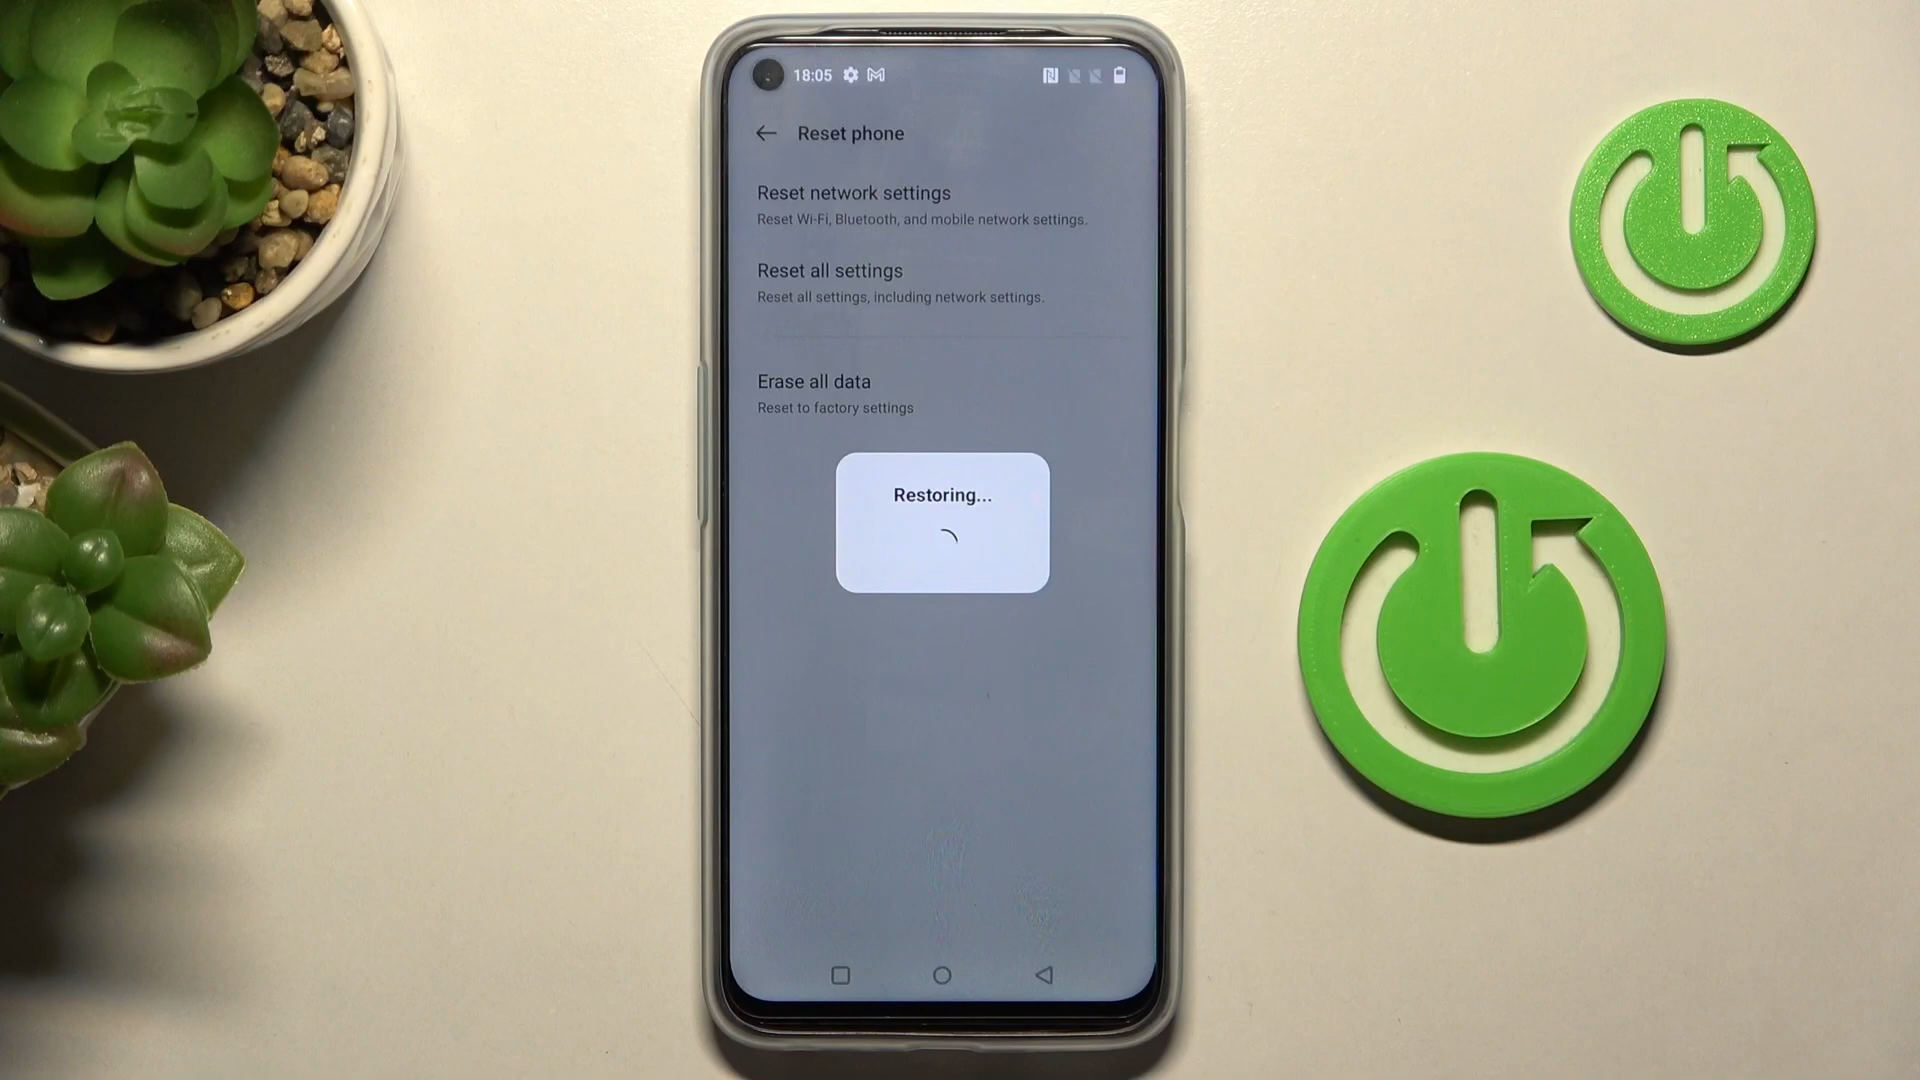 18:05
Reset phone
Reset network settings
Reset Wi-Fi, Bluetooth, and mobile network settings.
Reset all settings
Reset all settings, including network settings.
Erase all data
Reset to factory settings
Restoring...